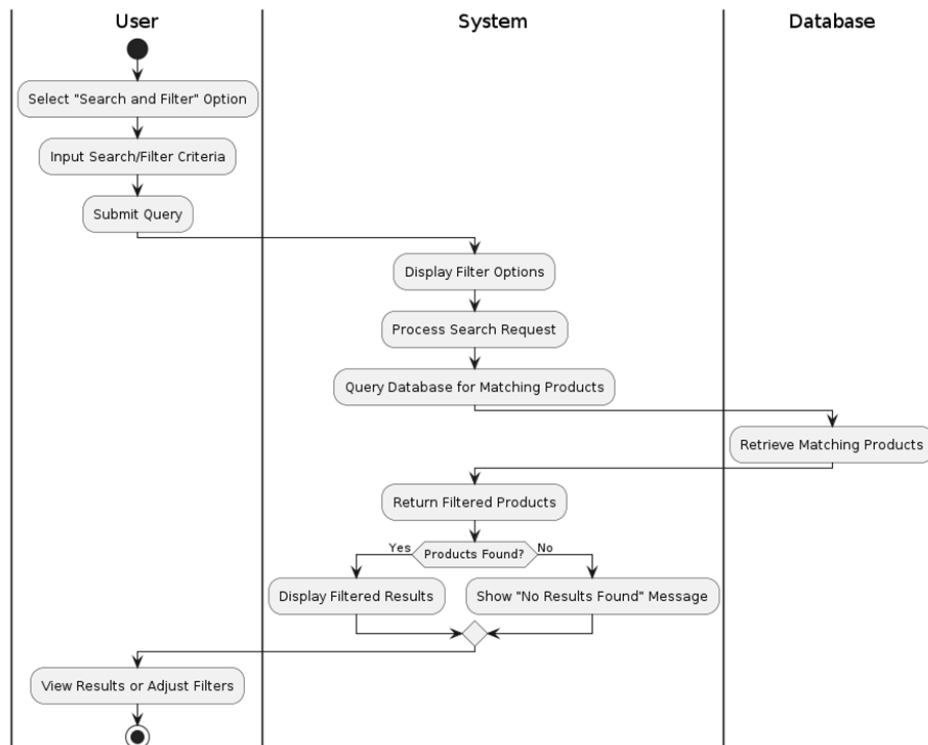 User
System
Database
Select "Search and Filter" Option
Input Search/Filter Criteria
Submit Query
Display Filter Options
Process Search Request
Query Database for Matching Products
Retrieve Matching Products
Return Filtered Products
Yes
Products Found?
No
Display Filtered Results
Show "No Results Found" Message
View Results or Adjust Filters